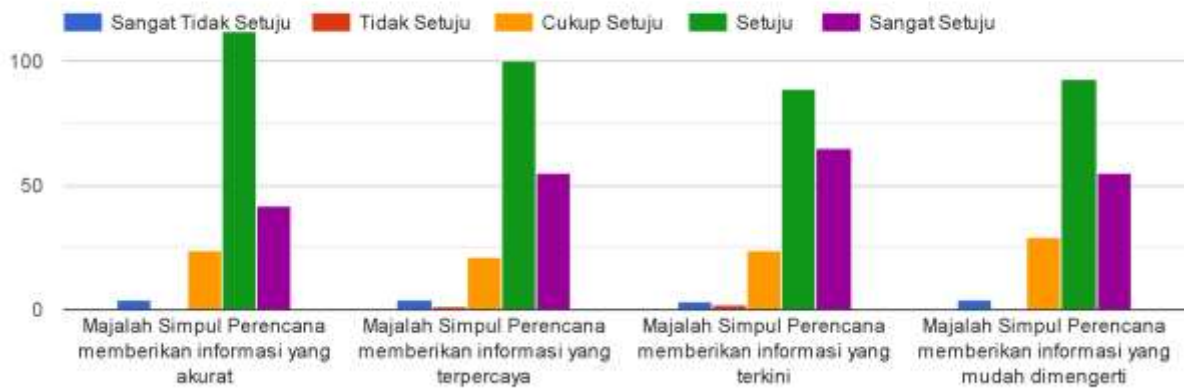 Sangat Tidak Setuju Tidak Setuju Cukup Setuju Setuju Sangat Setuju
100
50
0
Majalah Simpul Perencana
memberikan informasi yang
akurat
Majalah Simpul Perencana
memberikan informasi yang
terpercaya
Majalah Simpul Perencana
memberikan informasi yang
terkini
Majalah Simpul Perencana
memberikan informasi yang
mudah dimengerti